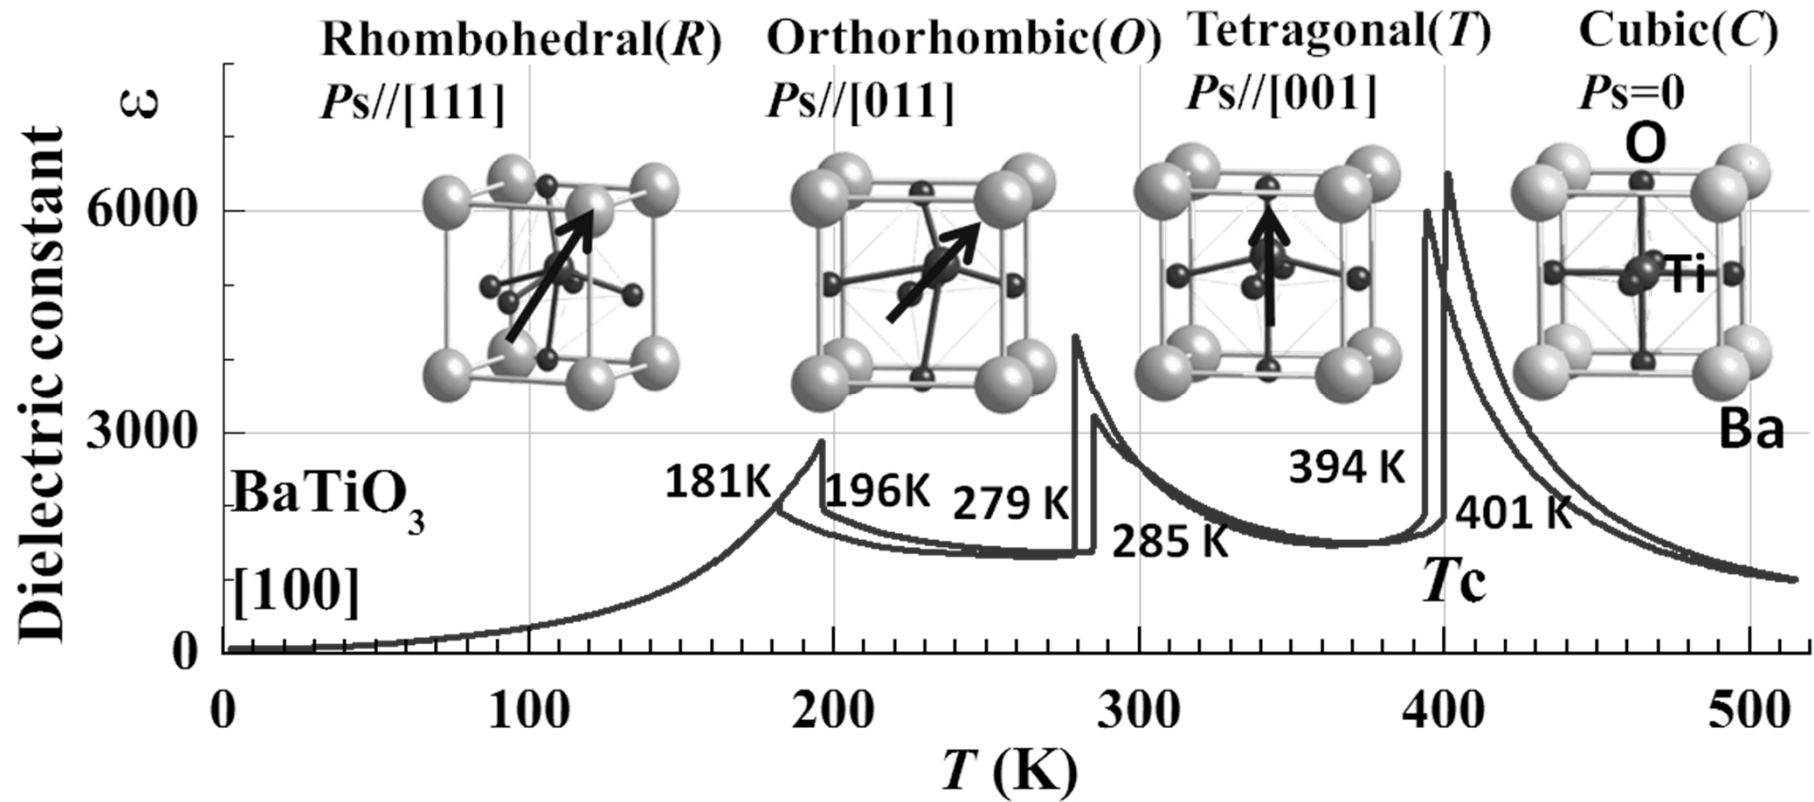 Rhombohedral(R)
Ps//[111]
Orthorhombic(O)
Ps//[011]
Tetragonal(T)
Ps//[001]
Cubic(C)
Ps=0
O
Ti
Ba
Dielectric constant ε
6000
3000
0
BaTiO₃
[100]
181K
196K
279 K
285 K
394 K
401 K
Tc
0 100 200 300 400 500
T (K)